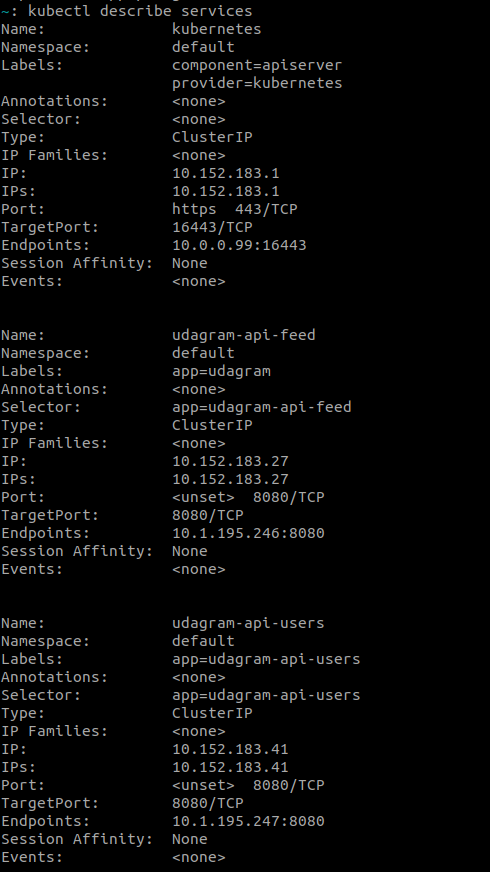 ~: kubectl describe services
Name:              kubernetes
Namespace:         default
Labels:            component=apiserver
                   provider=kubernetes
Annotations:       <none>
Selector:          <none>
Type:              ClusterIP
IP Families:       <none>
IP:                10.152.183.1
IPs:               10.152.183.1
Port:              https  443/TCP
TargetPort:        16443/TCP
Endpoints:         10.0.0.99:16443
Session Affinity:  None
Events:            <none>

Name:              udagram-api-feed
Namespace:         default
Labels:            app=udagram
Annotations:       <none>
Selector:          app=udagram-api-feed
Type:              ClusterIP
IP Families:       <none>
IP:                10.152.183.27
IPs:               10.152.183.27
Port:              <unset>  8080/TCP
TargetPort:        8080/TCP
Endpoints:         10.1.195.246:8080
Session Affinity:  None
Events:            <none>

Name:              udagram-api-users
Namespace:         default
Labels:            app=udagram-api-users
Annotations:       <none>
Selector:          app=udagram-api-users
Type:              ClusterIP
IP Families:       <none>
IP:                10.152.183.41
IPs:               10.152.183.41
Port:              <unset>  8080/TCP
TargetPort:        8080/TCP
Endpoints:         10.1.195.247:8080
Session Affinity:  None
Events:            <none>